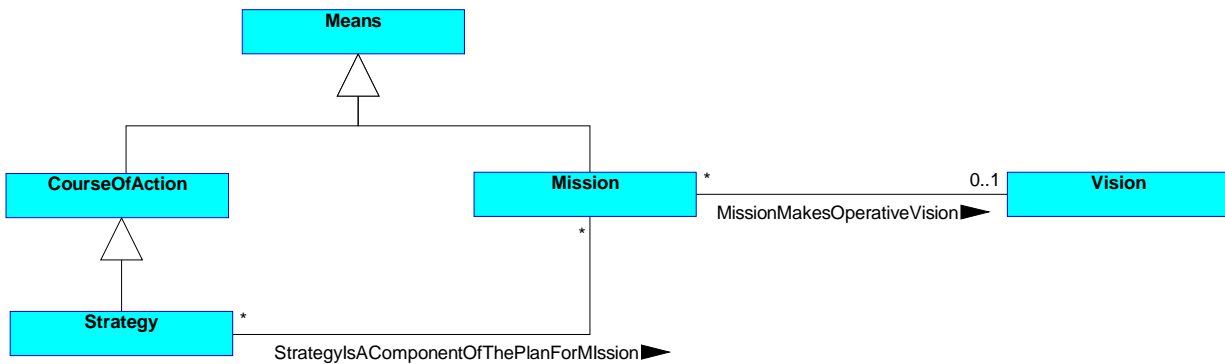 Means
CourseOfAction
Mission
*
0..1
Vision
MissionMakesOperativeVision
*
Strategy
*
StrategyIsAComponentOfThePlanForMIssion